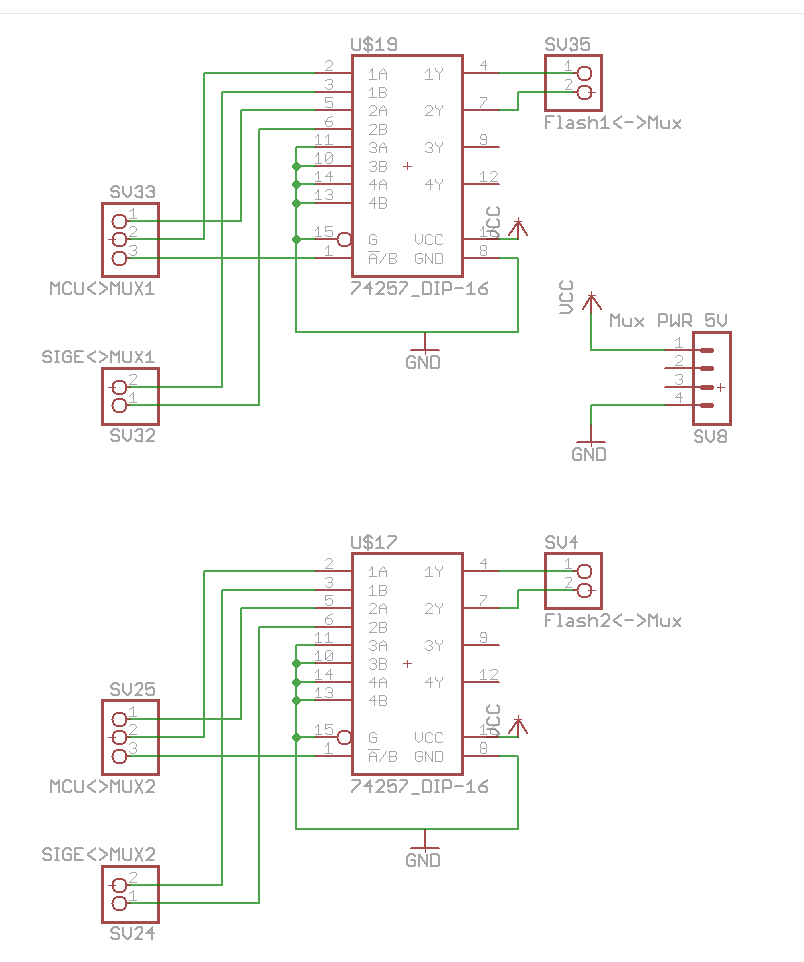 U$19
SV35
2 1A 1Y 4
1
3 1B
2
5 2A 2Y 7
Flash1<->Mux
6 2B
11 3A 3Y 9
10 3B
14 4A 4Y 12
13 4B
SV33
1
2
3
MCU<>MUX1
VCC
15 G VCC 16
1 A/B GND 8
74257_DIP-16
GND
VCC
Mux PWR 5V
1
2
3
4
SV8
GND
SIGE<>MUX1
2
1
SV32
U$17
SV4
2 1A 1Y 4
1
3 1B
2
5 2A 2Y 7
Flash2<->Mux
6 2B
11 3A 3Y 9
10 3B
14 4A 4Y 12
13 4B
SV25
1
2
3
MCU<>MUX2
VCC
15 G VCC 16
1 A/B GND 8
74257_DIP-16
GND
SIGE<>MUX2
2
1
SV24